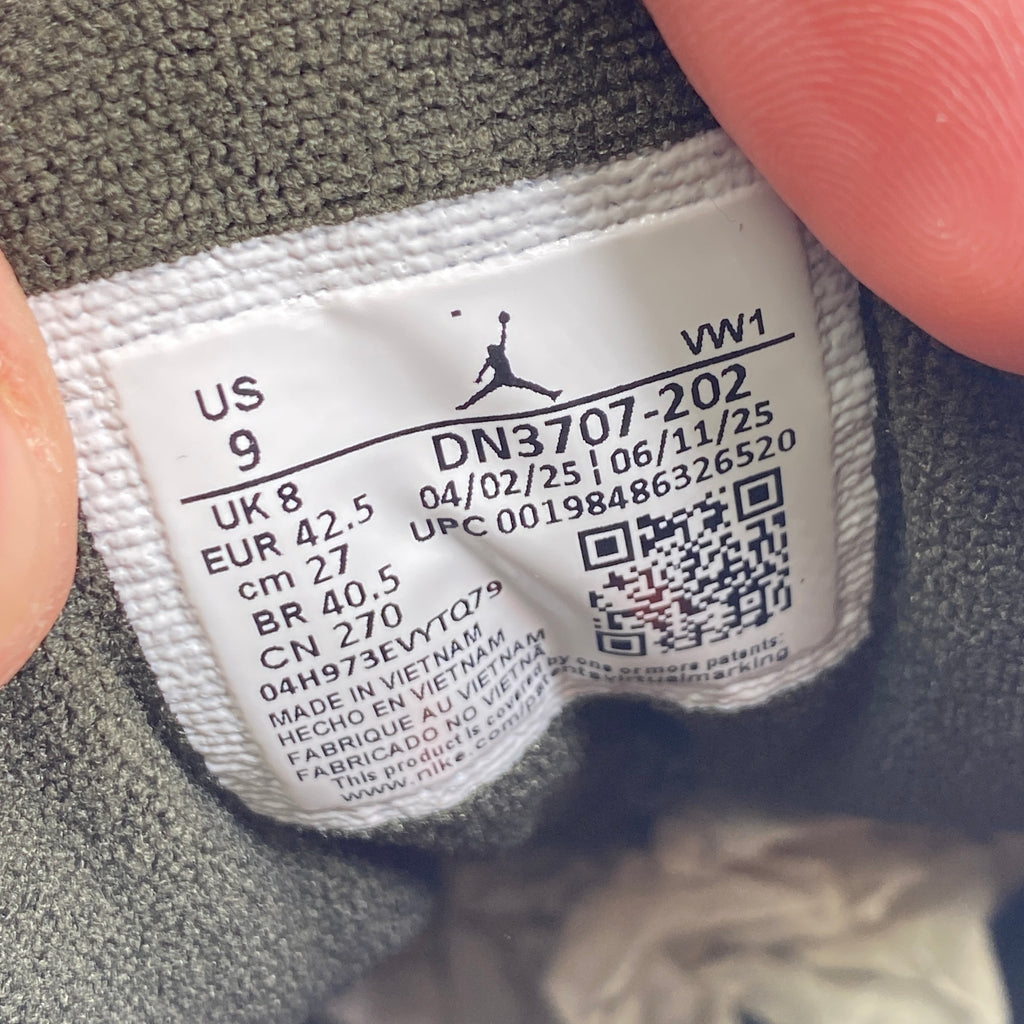 US
9
VW1
DN3707-202
04/02/25 ¦ 06/11/25
UPC 00198486326520
UK 8
EUR 42.5
cm 27
BR 40.5
CN 270
04H973EVYTQ79
MADE IN VIETNAM
HECHO EN VIETNAM
FABRIQUE AU VIETNAM
FABRICADO NO VIETNÃ
This product is covered by one or more patents:
www.nike.com/patentsvirtualmarking